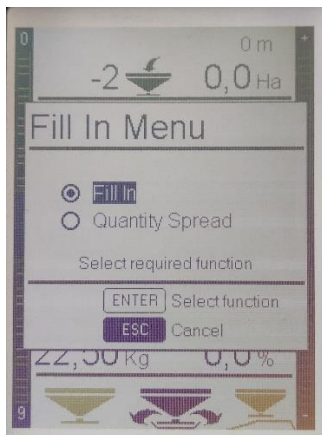 0 0 m +
-2 0,0 Ha
Fill In Menu
Fill In
Quantity Spread
Select required function
ENTER Select function
ESC Cancel
22,50 Kg 0,0 %
9 -